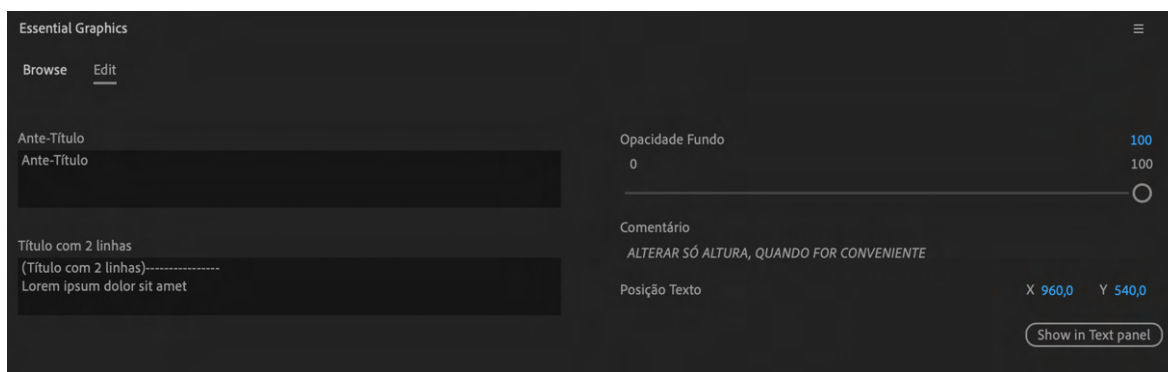 Essential Graphics
Browse Edit
Ante-Título
Ante-Título
Título com 2 linhas
(Título com 2 linhas)----------------
Lorem ipsum dolor sit amet
Opacidade Fundo 100
0 100
Comentário
ALTERAR SÓ ALTURA, QUANDO FOR CONVENIENTE
Posição Texto X 960,0 Y 540,0
Show in Text panel